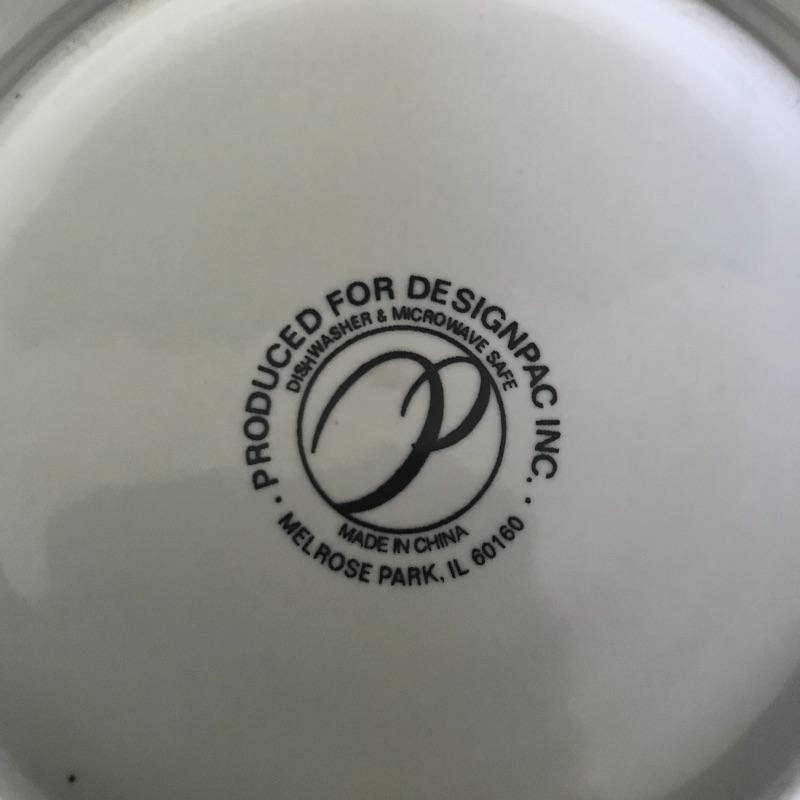 PRODUCED FOR DESIGNPAC INC.
DISHWASHER & MICROWAVE SAFE
P
MADE IN CHINA
· MELROSE PARK, IL 60160 ·